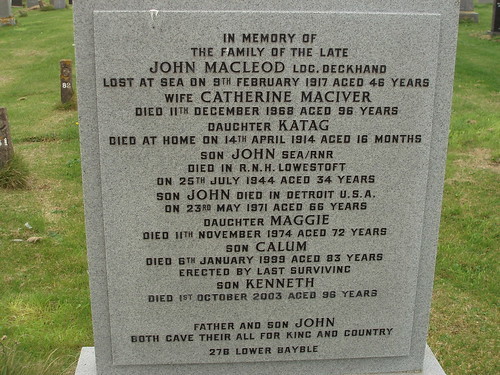 IN MEMORY OF
THE FAMILY OF THE LATE
JOHN MACLEOD LDC. DECKHAND
LOST AT SEA ON 9TH FEBRUARY 1917 AGED 46 YEARS
WIFE CATHERINE MACIVER
DIED 11TH DECEMBER 1968 AGED 96 YEARS
DAUGHTER KATAG
DIED AT HOME ON 14TH APRIL 1914 AGED 16 MONTHS
SON JOHN SEA/RNR
DIED IN R.N.H. LOWESTOFT
ON 25TH JULY 1944 AGED 34 YEARS
SON JOHN DIED IN DETROIT U.S.A.
ON 23RD MAY 1971 AGED 66 YEARS
DAUGHTER MAGGIE
DIED 11TH NOVEMBER 1974 AGED 72 YEARS
SON CALUM
DIED 6TH JANUARY 1999 AGED 83 YEARS
ERECTED BY LAST SURVIVING
SON KENNETH
DIED 1ST OCTOBER 2003 AGED 96 YEARS
FATHER AND SON JOHN
BOTH GAVE THEIR ALL FOR KING AND COUNTRY
27B LOWER BAYBLE